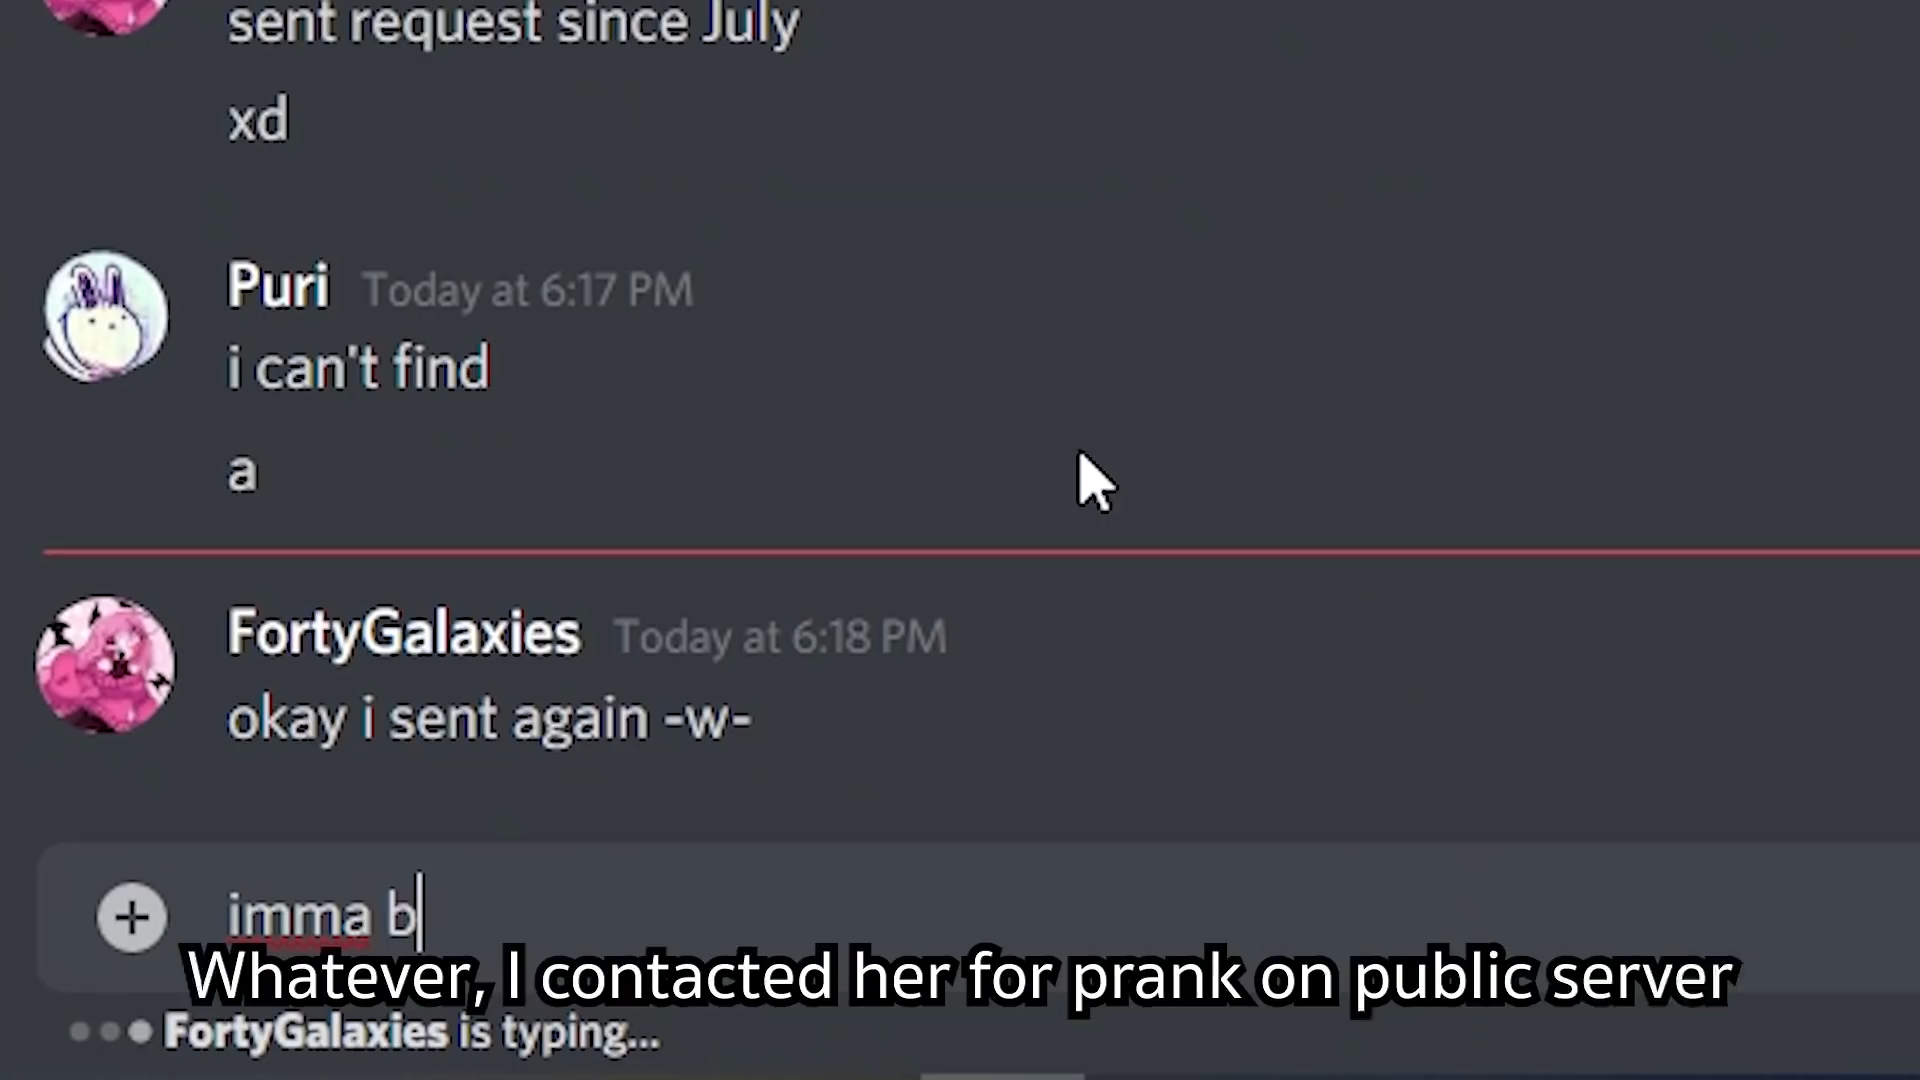 sent request since July
xd
Puri Today at 6:17 PM
i can't find
a
FortyGalaxies Today at 6:18 PM
okay i sent again -w-
imma b
Whatever, I contacted her for prank on public server
FortyGalaxies is typing...